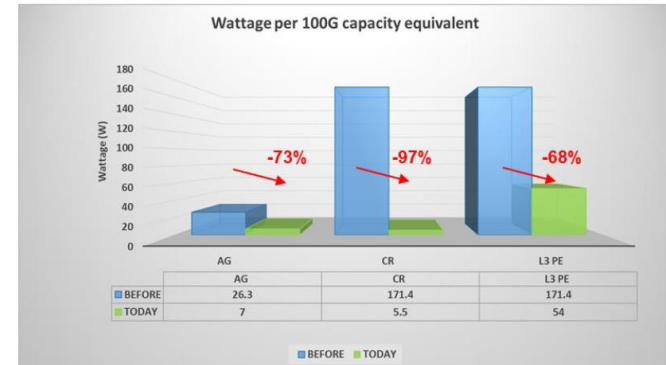 Wattage per 100G capacity equivalent
180
160
140
120
100
80
60
40
20
0
Wattage (W)
-73%
-97%
-68%
AG CR L3 PE
AG CR L3 PE
BEFORE 26.3 171.4 171.4
TODAY 7 5.5 54
BEFORE TODAY